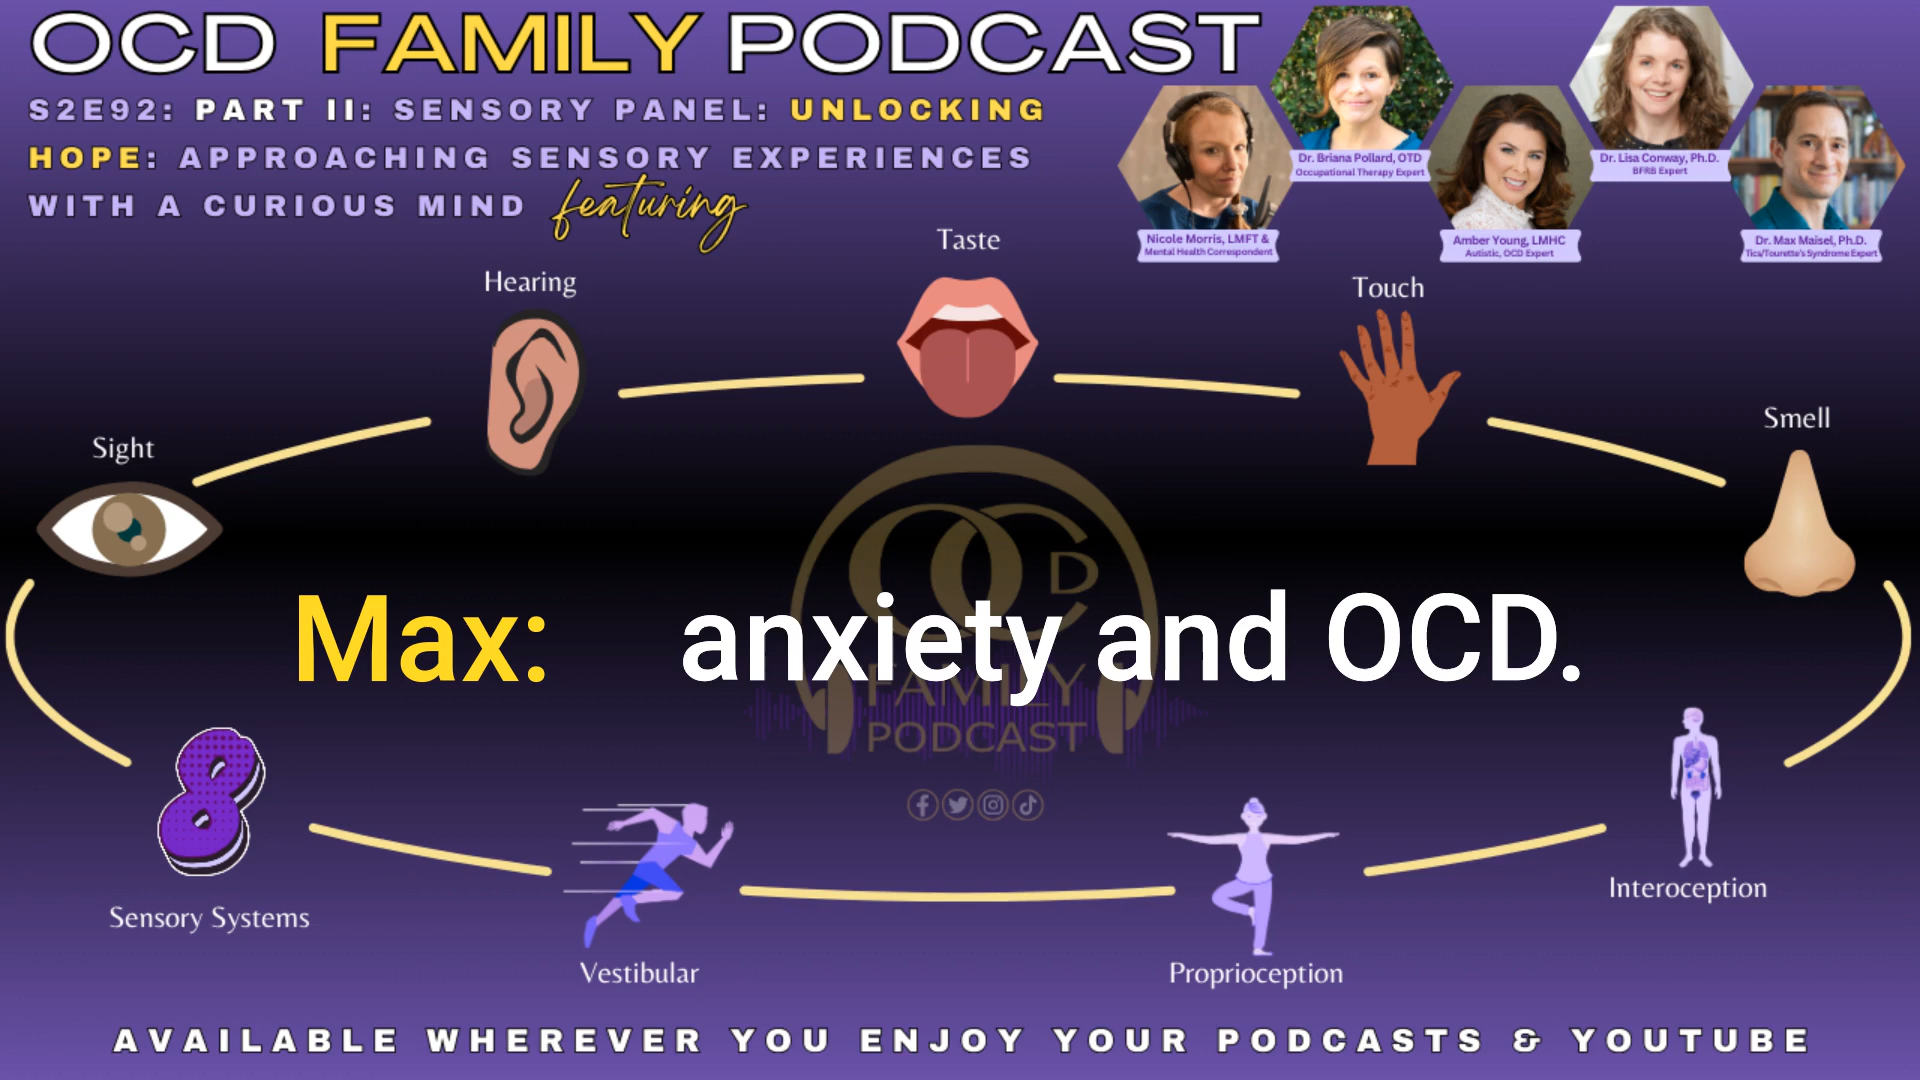 OCD FAMILY PODCAST
S2E92: PART II: SENSORY PANEL: UNLOCKING
HOPE: APPROACHING SENSORY EXPERIENCES
WITH A CURIOUS MIND featuring
Dr. Briana Pollard, OTD
Occupational Therapy Expert
Dr. Lisa Conway, Ph.D.
BFRB Expert
Nicole Morris, LMFT &
Mental Health Correspondent
Amber Young, LMHC
Autistic, OCD Expert
Dr. Max Maisel, Ph.D.
Tics/Tourette's Syndrome Expert
Taste
Hearing
Touch
Smell
Sight
OCD
Max: anxiety and OCD.
FAMILY
PODCAST
8
Interoception
Sensory Systems
Vestibular
Proprioception
AVAILABLE WHEREVER YOU ENJOY YOUR PODCASTS & YOUTUBE